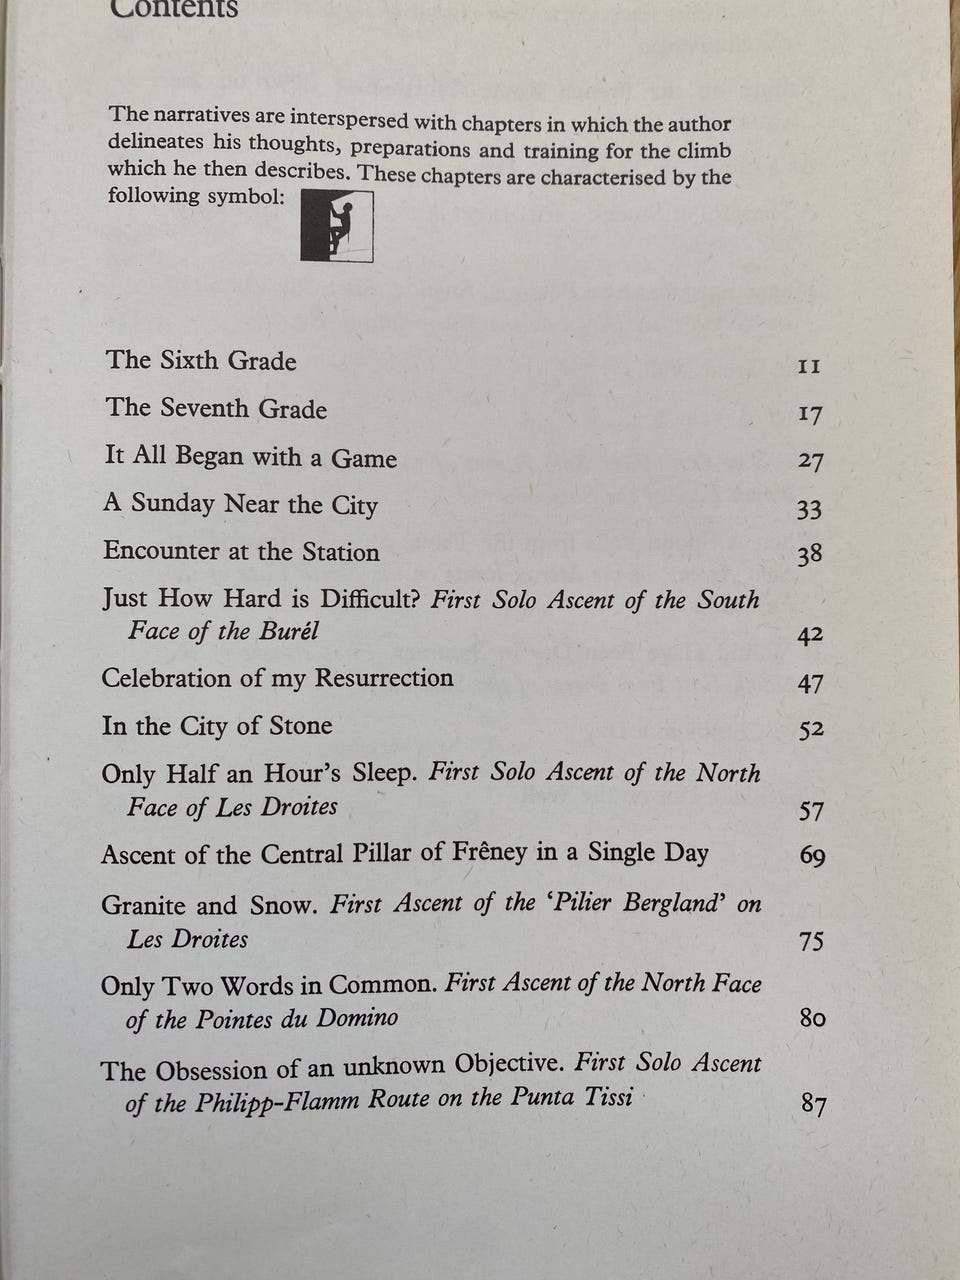 Contents
The narratives are interspersed with chapters in which the author
delineates his thoughts, preparations and training for the climb
which he then describes. These chapters are characterised by the
following symbol:
The Sixth Grade 11
The Seventh Grade 17
It All Began with a Game 27
A Sunday Near the City 33
Encounter at the Station 38
Just How Hard is Difficult? First Solo Ascent of the South
Face of the Burél 42
Celebration of my Resurrection 47
In the City of Stone 52
Only Half an Hour's Sleep. First Solo Ascent of the North
Face of Les Droites 57
Ascent of the Central Pillar of Frêney in a Single Day 69
Granite and Snow. First Ascent of the ‘Pilier Bergland’ on
Les Droites 75
Only Two Words in Common. First Ascent of the North Face
of the Pointes du Domino 80
The Obsession of an unknown Objective. First Solo Ascent
of the Philipp-Flamm Route on the Punta Tissi 87